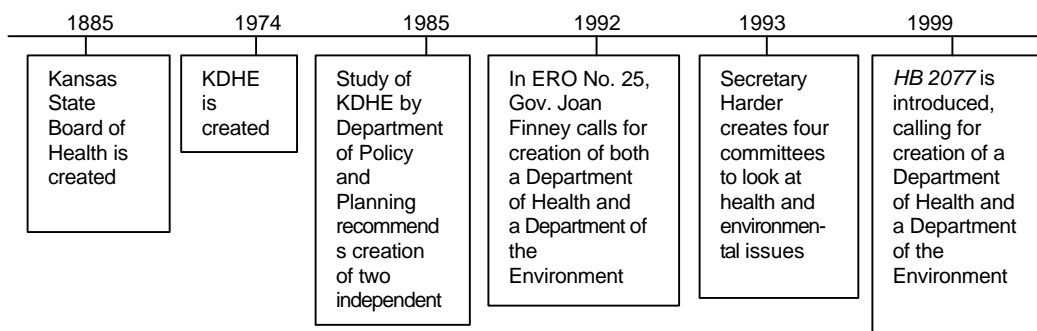 1885 1974 1985 1992 1993 1999
Kansas
State
Board of
Health is
created
KDHE
is
created
Study of
KDHE by
Department
of Policy
and
Planning
recommend
s creation
of two
independent
In ERO No. 25,
Gov. Joan
Finney calls for
creation of both
a Department
of Health and
a Department of
the
Environment
Secretary
Harder
creates four
committees
to look at
health and
environmen-
tal issues
HB 2077 is
introduced,
calling for
creation of a
Department
of Health and
a Department
of the
Environment